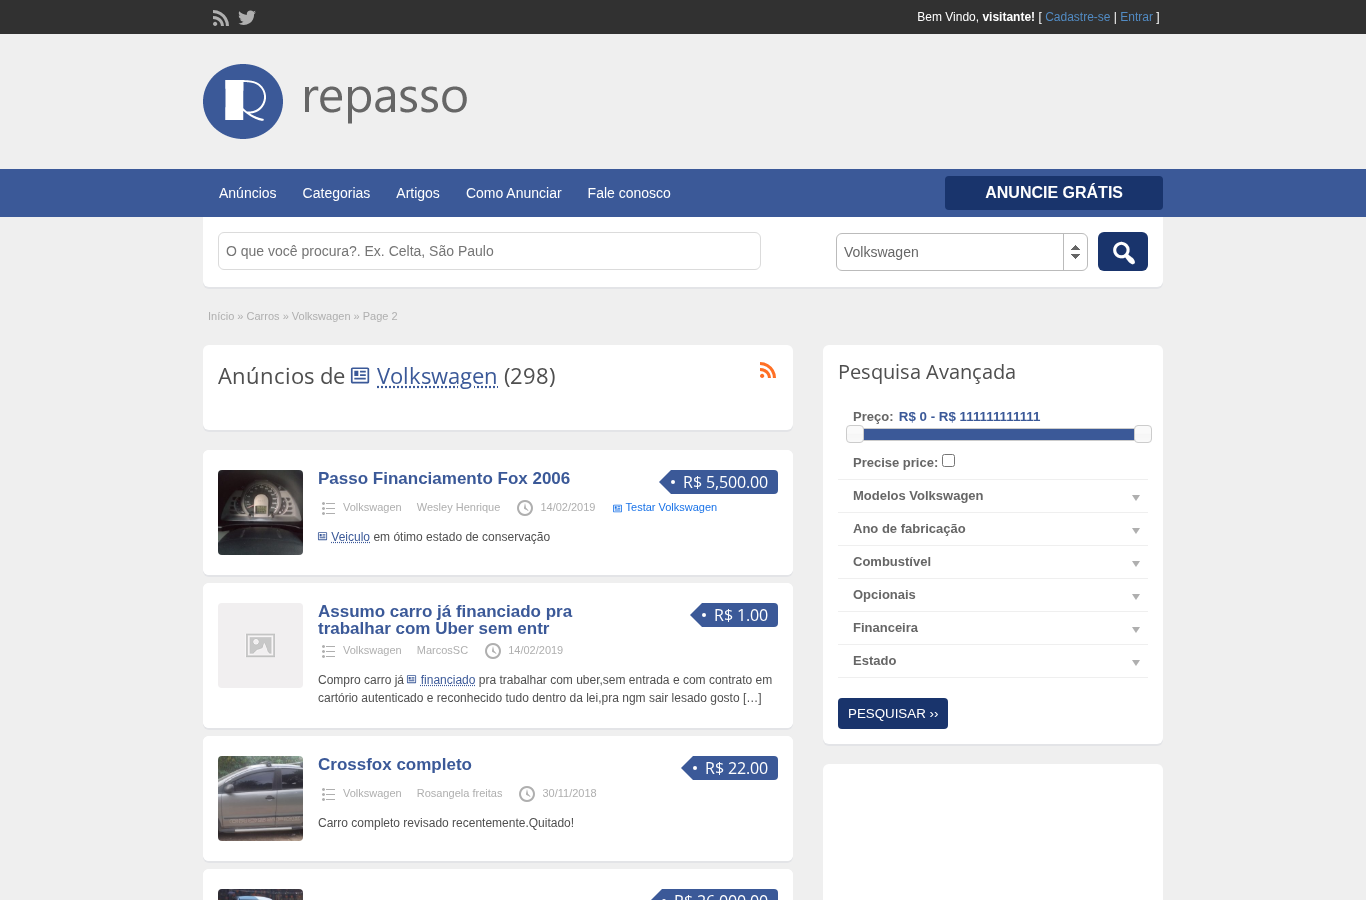 Bem Vindo, visitante! [ Cadastre-se | Entrar ]
repasso
Anúncios Categorias Artigos Como Anunciar Fale conosco ANUNCIE GRÁTIS
O que você procura?. Ex. Celta, São Paulo Volkswagen
Início » Carros » Volkswagen » Page 2
Anúncios de Volkswagen (298)
Passo Financiamento Fox 2006 R$ 5,500.00
Volkswagen Wesley Henrique 14/02/2019 Testar Volkswagen
Veiculo em ótimo estado de conservação
Assumo carro já financiado pra
trabalhar com Uber sem entr
R$ 1.00
Volkswagen MarcosSC 14/02/2019
Compro carro já financiado pra trabalhar com uber,sem entrada e com contrato em
cartório autenticado e reconhecido tudo dentro da lei,pra ngm sair lesado gosto […]
Crossfox completo R$ 22.00
Volkswagen Rosangela freitas 30/11/2018
Carro completo revisado recentemente.Quitado!
R$ 26,000.00
Pesquisa Avançada
Preço: R$ 0 - R$ 111111111111
Precise price:
Modelos Volkswagen
Ano de fabricação
Combustível
Opcionais
Financeira
Estado
PESQUISAR ››